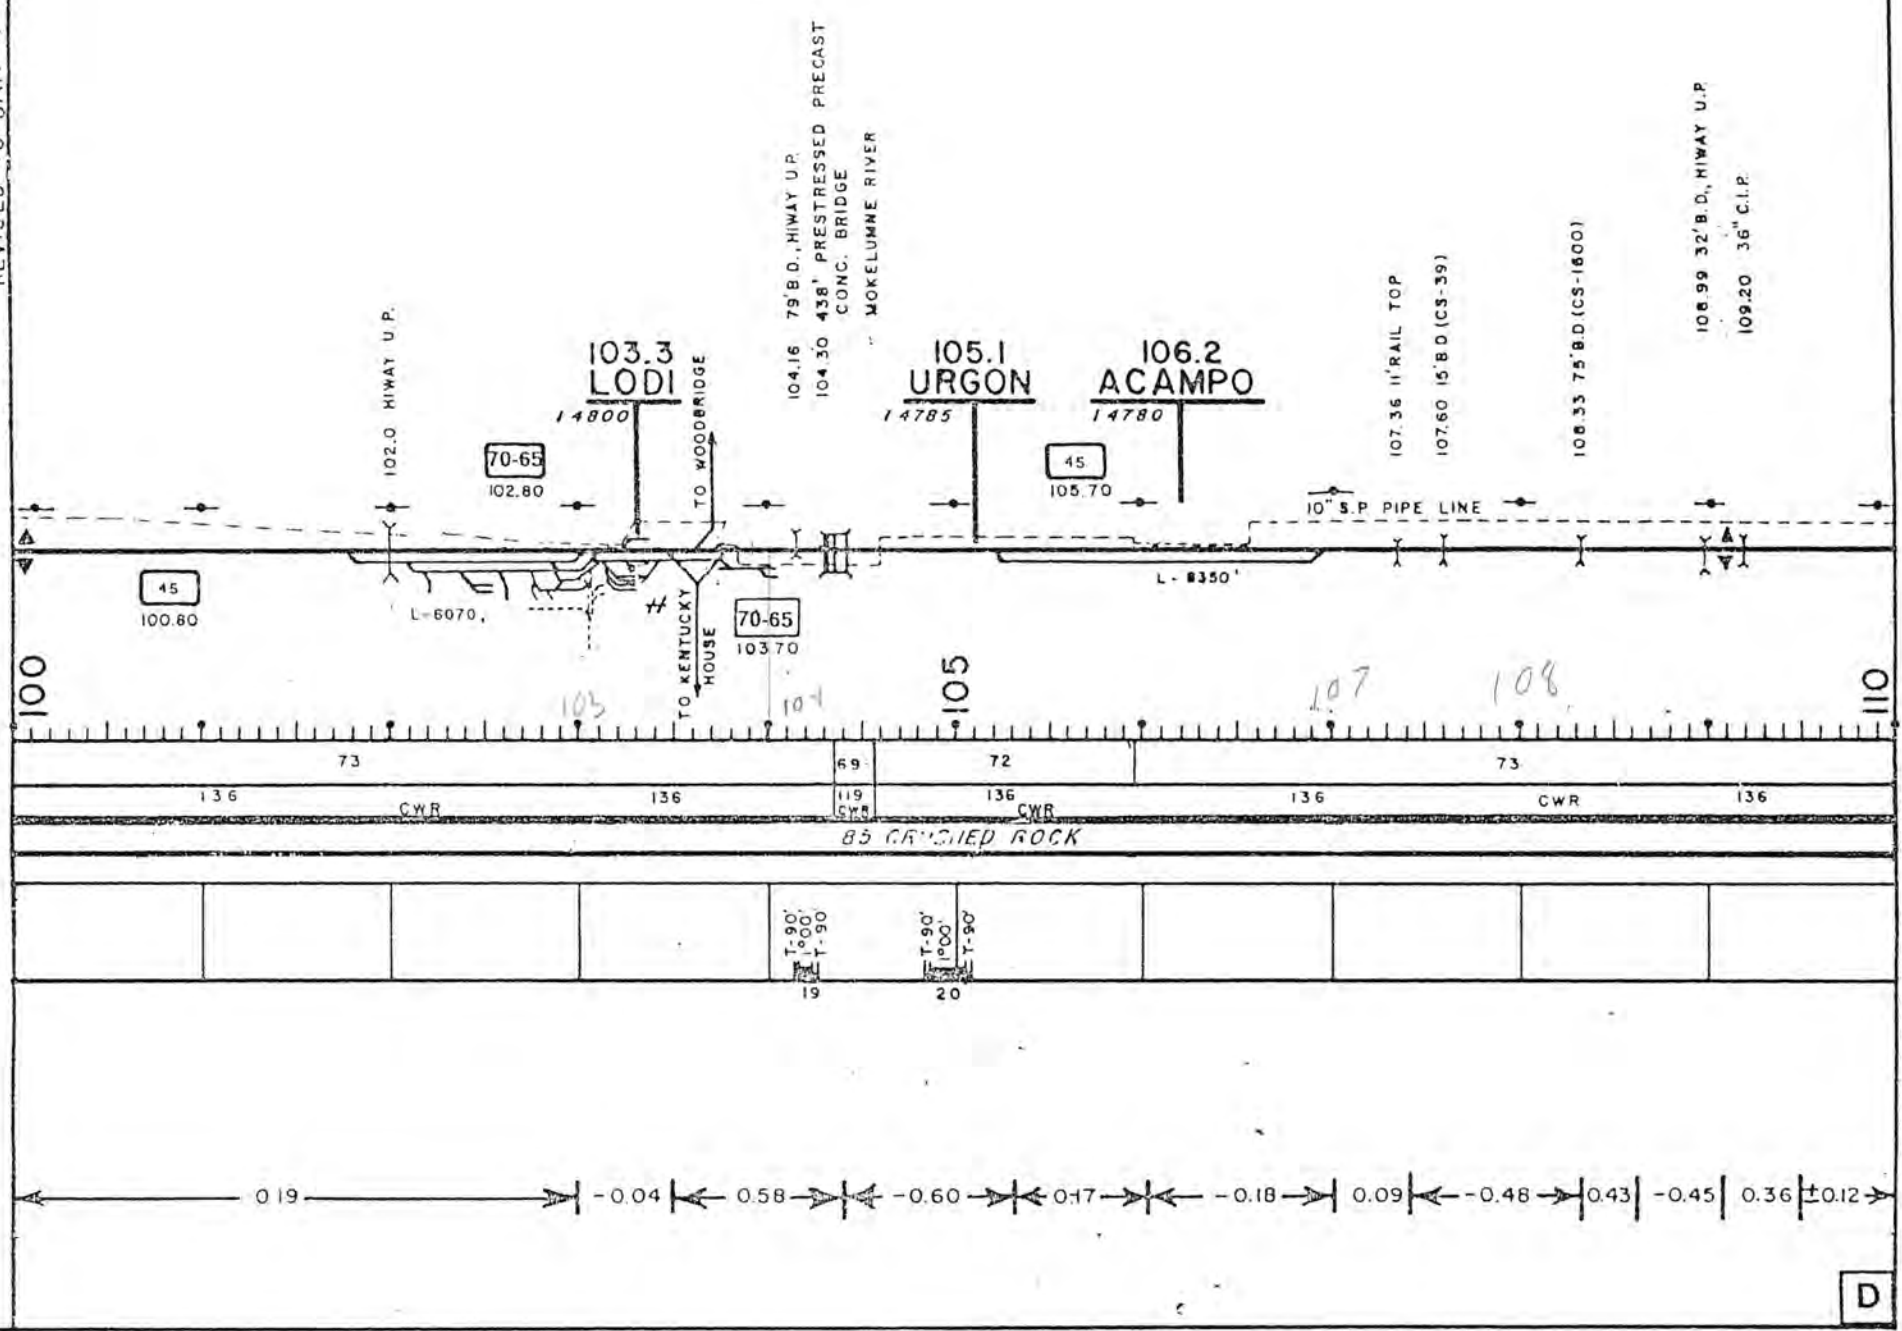 104.16 79' B.D., HIWAY U.P.
104.30 438' PRESTRESSED PRECAST
CONC. BRIDGE
MOKELUMNE RIVER
108.99 32' B.D., HIWAY U.P.
109.20 36" C.I.P.
102.0 HIWAY U.P.
107.36 11' RAIL TOP
107.60 15' B.D. (CS-39)
108.33 75' B.D. (CS-1600)
103.3
LODI
14800
TO WOODBRIDGE
105.1
URGON
14785
106.2
ACAMPO
14780
70-65
102.80
45
105.70
10" S.P. PIPE LINE
45
100.80
L-6070,
H
TO KENTUCKY
HOUSE
70-65
103.70
L-8350'
100
103
104
105
107
108
110
73
69
72
73
136
136
119
136
136
136
CWR
CWR
CWR
CWR
85 CRUSHED ROCK
T-90'
1°00'
T-90'
19
T-90'
1°00'
T-90'
20
0.19
-0.04
0.58
-0.60
0.17
-0.18
0.09
-0.48
0.43
-0.45
0.36
±0.12
D